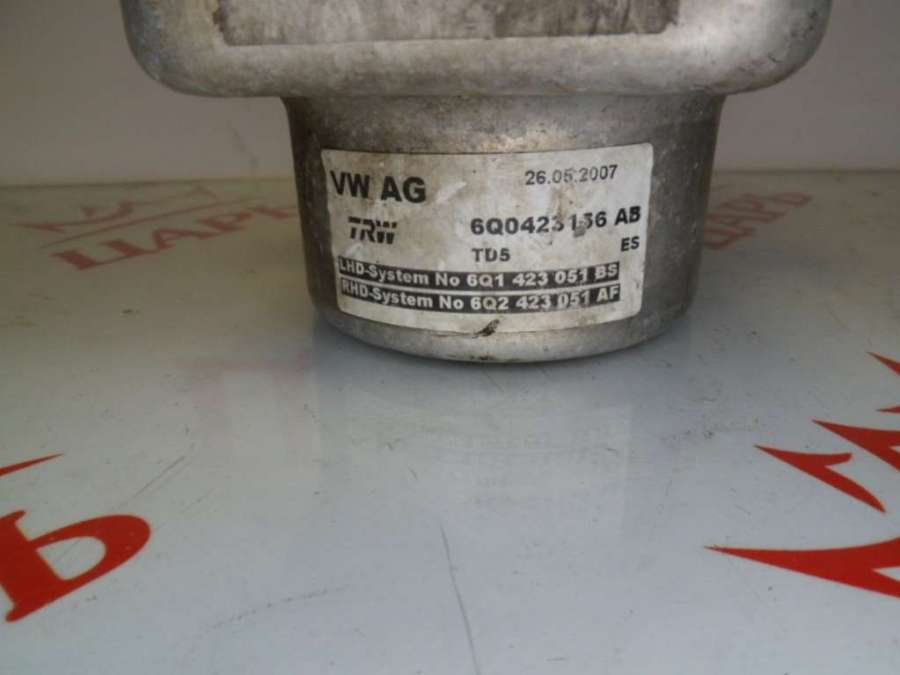 VW AG
26.05.2007
TRW
6Q0423156 AB
TD5
ES
LHD-System No 6Q1 423 051 BS
RHD-System No 6Q2 423 051 AF
ЦАРЬ